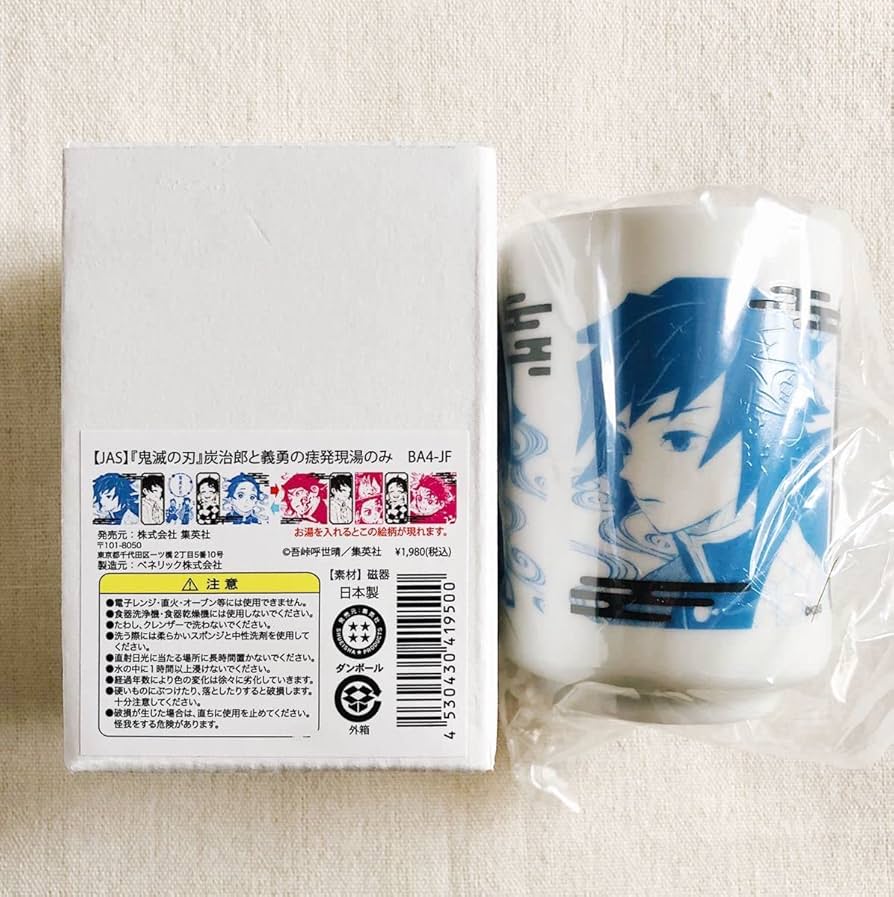 【JAS】『鬼滅の刃』炭治郎と義勇の痣発現湯のみ BA4-JF
お湯を入れるとこの絵柄が現れます。
発売元：株式会社 集英社
〒101-8050
東京都千代田区一ツ橋2丁目5番10号
製造元：ベネリック株式会社
©吾峠呼世晴／集英社 ¥1,980(税込)
⚠ 注意
●電子レンジ・直火・オーブン等には使用できません。
●食器洗浄機・食器乾燥機には使用しないでください。
●たわし、クレンザーで洗わないでください。
●洗う際には柔らかいスポンジと中性洗剤を使用して
ください。
●直射日光に当たる場所に長時間置かないでください。
●水の中に1時間以上浸けないでください。
●経過年数により色の変化は徐々に劣化していきます。
●硬いものにぶつけたり、落としたりすると破損します。
十分注意してください。
●破損が生じた場合は、直ちに使用を止めてください。
怪我をする危険があります。
【素材】磁器
日本製
発売元：集英社
SHUEISHA PRODUCTS
ダンボール
外箱
4 530430 419500